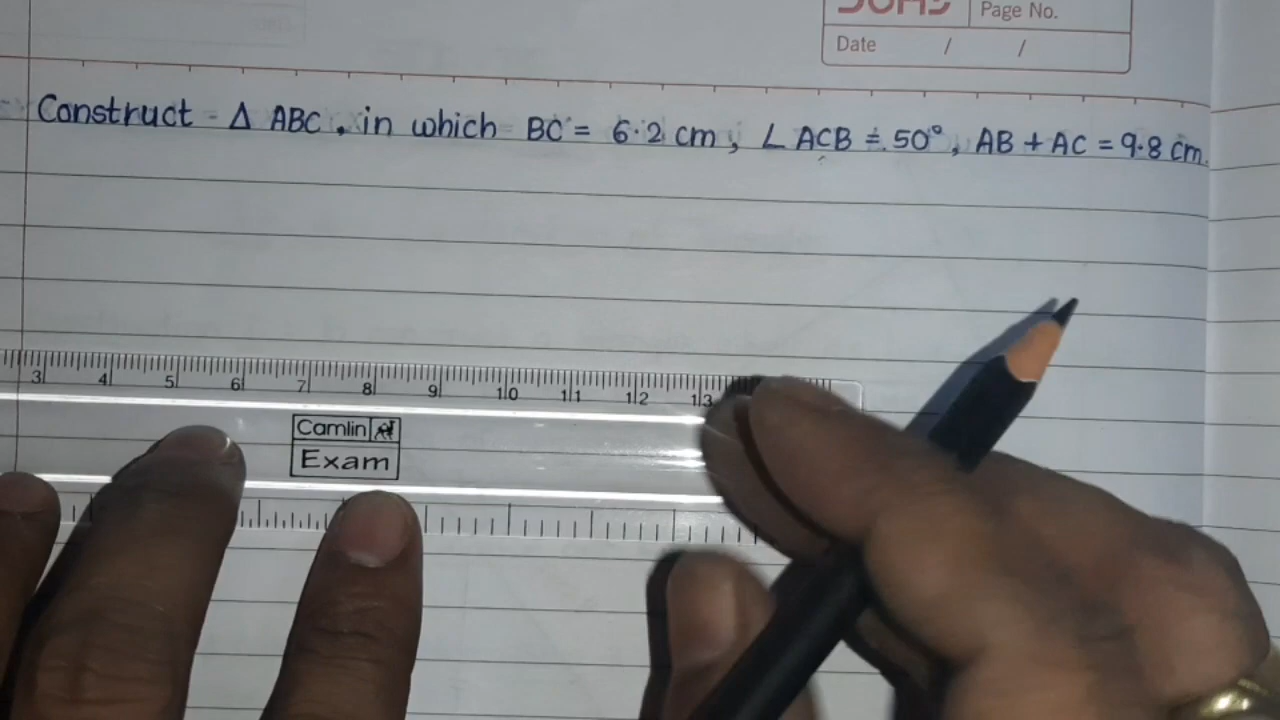 Page No.
Date / /
Construct Δ ABC, in which BC = 6.2 cm, ∠ ACB = 50°, AB + AC = 9.8 cm.
3 4 5 6 7 8 9 10 11 12 13
Camlin
Exam